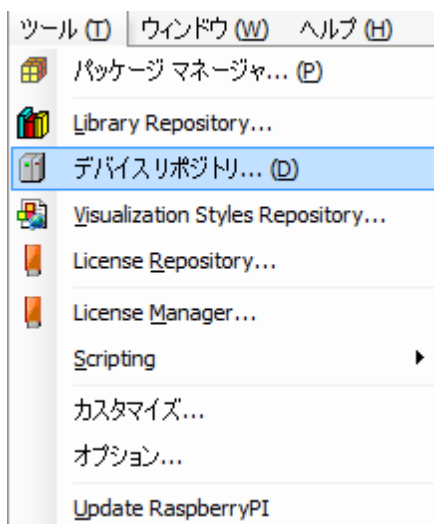 ツール (T) ウィンドウ (W) ヘルプ (H)
パッケージ マネージャ... (P)
Library Repository...
デバイスリポジトリ... (D)
Visualization Styles Repository...
License Repository...
License Manager...
Scripting
カスタマイズ...
オプション...
Update RaspberryPI